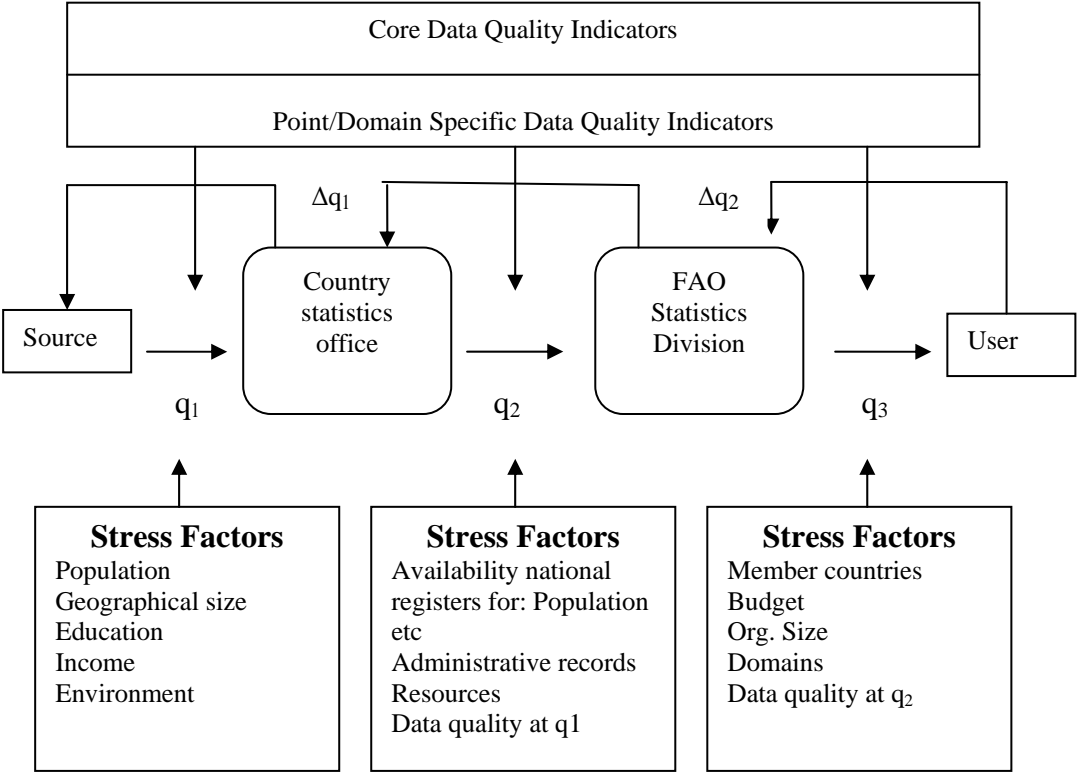 Core Data Quality Indicators
Point/Domain Specific Data Quality Indicators
Δq₁
Δq₂
Source
Country
statistics
office
FAO
Statistics
Division
User
q₁
q₂
q₃
Stress Factors
Population
Geographical size
Education
Income
Environment
Stress Factors
Availability national
registers for: Population
etc
Administrative records
Resources
Data quality at q1
Stress Factors
Member countries
Budget
Org. Size
Domains
Data quality at q₂